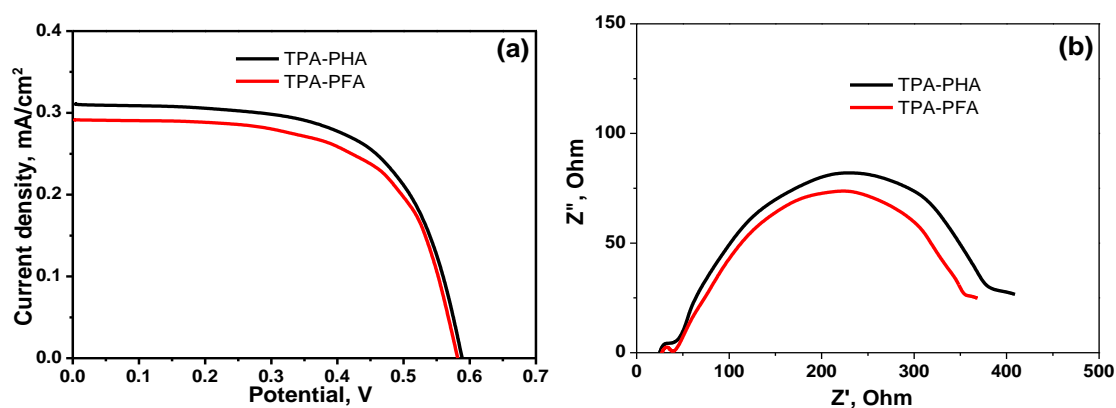 (a)
TPA-PHA
TPA-PFA
Current density, mA/cm²
0.4
0.3
0.2
0.1
0.0
0.0 0.1 0.2 0.3 0.4 0.5 0.6 0.7
Potential, V
(b)
TPA-PHA
TPA-PFA
Z", Ohm
150
100
50
0
0 100 200 300 400 500
Z', Ohm